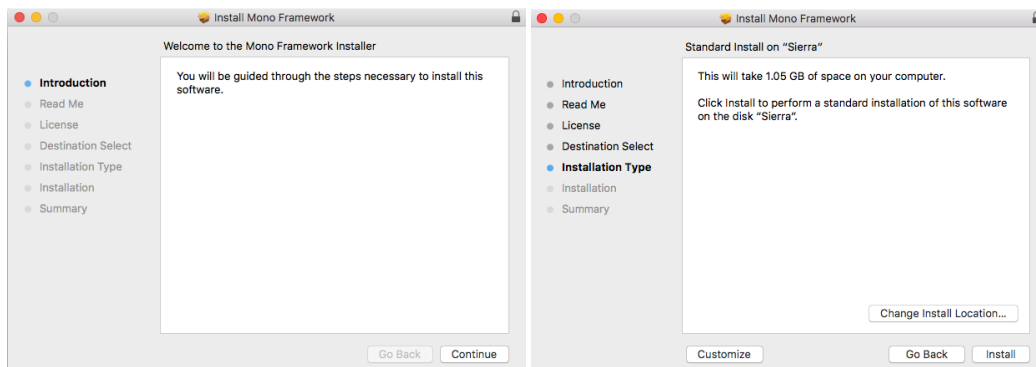 Install Mono Framework
Welcome to the Mono Framework Installer
Introduction
Read Me
License
Destination Select
Installation Type
Installation
Summary
You will be guided through the steps necessary to install this
software.
Go Back
Continue
Install Mono Framework
Standard Install on “Sierra”
Introduction
Read Me
License
Destination Select
Installation Type
Installation
Summary
This will take 1.05 GB of space on your computer.
Click Install to perform a standard installation of this software
on the disk “Sierra”.
Change Install Location...
Customize
Go Back
Install